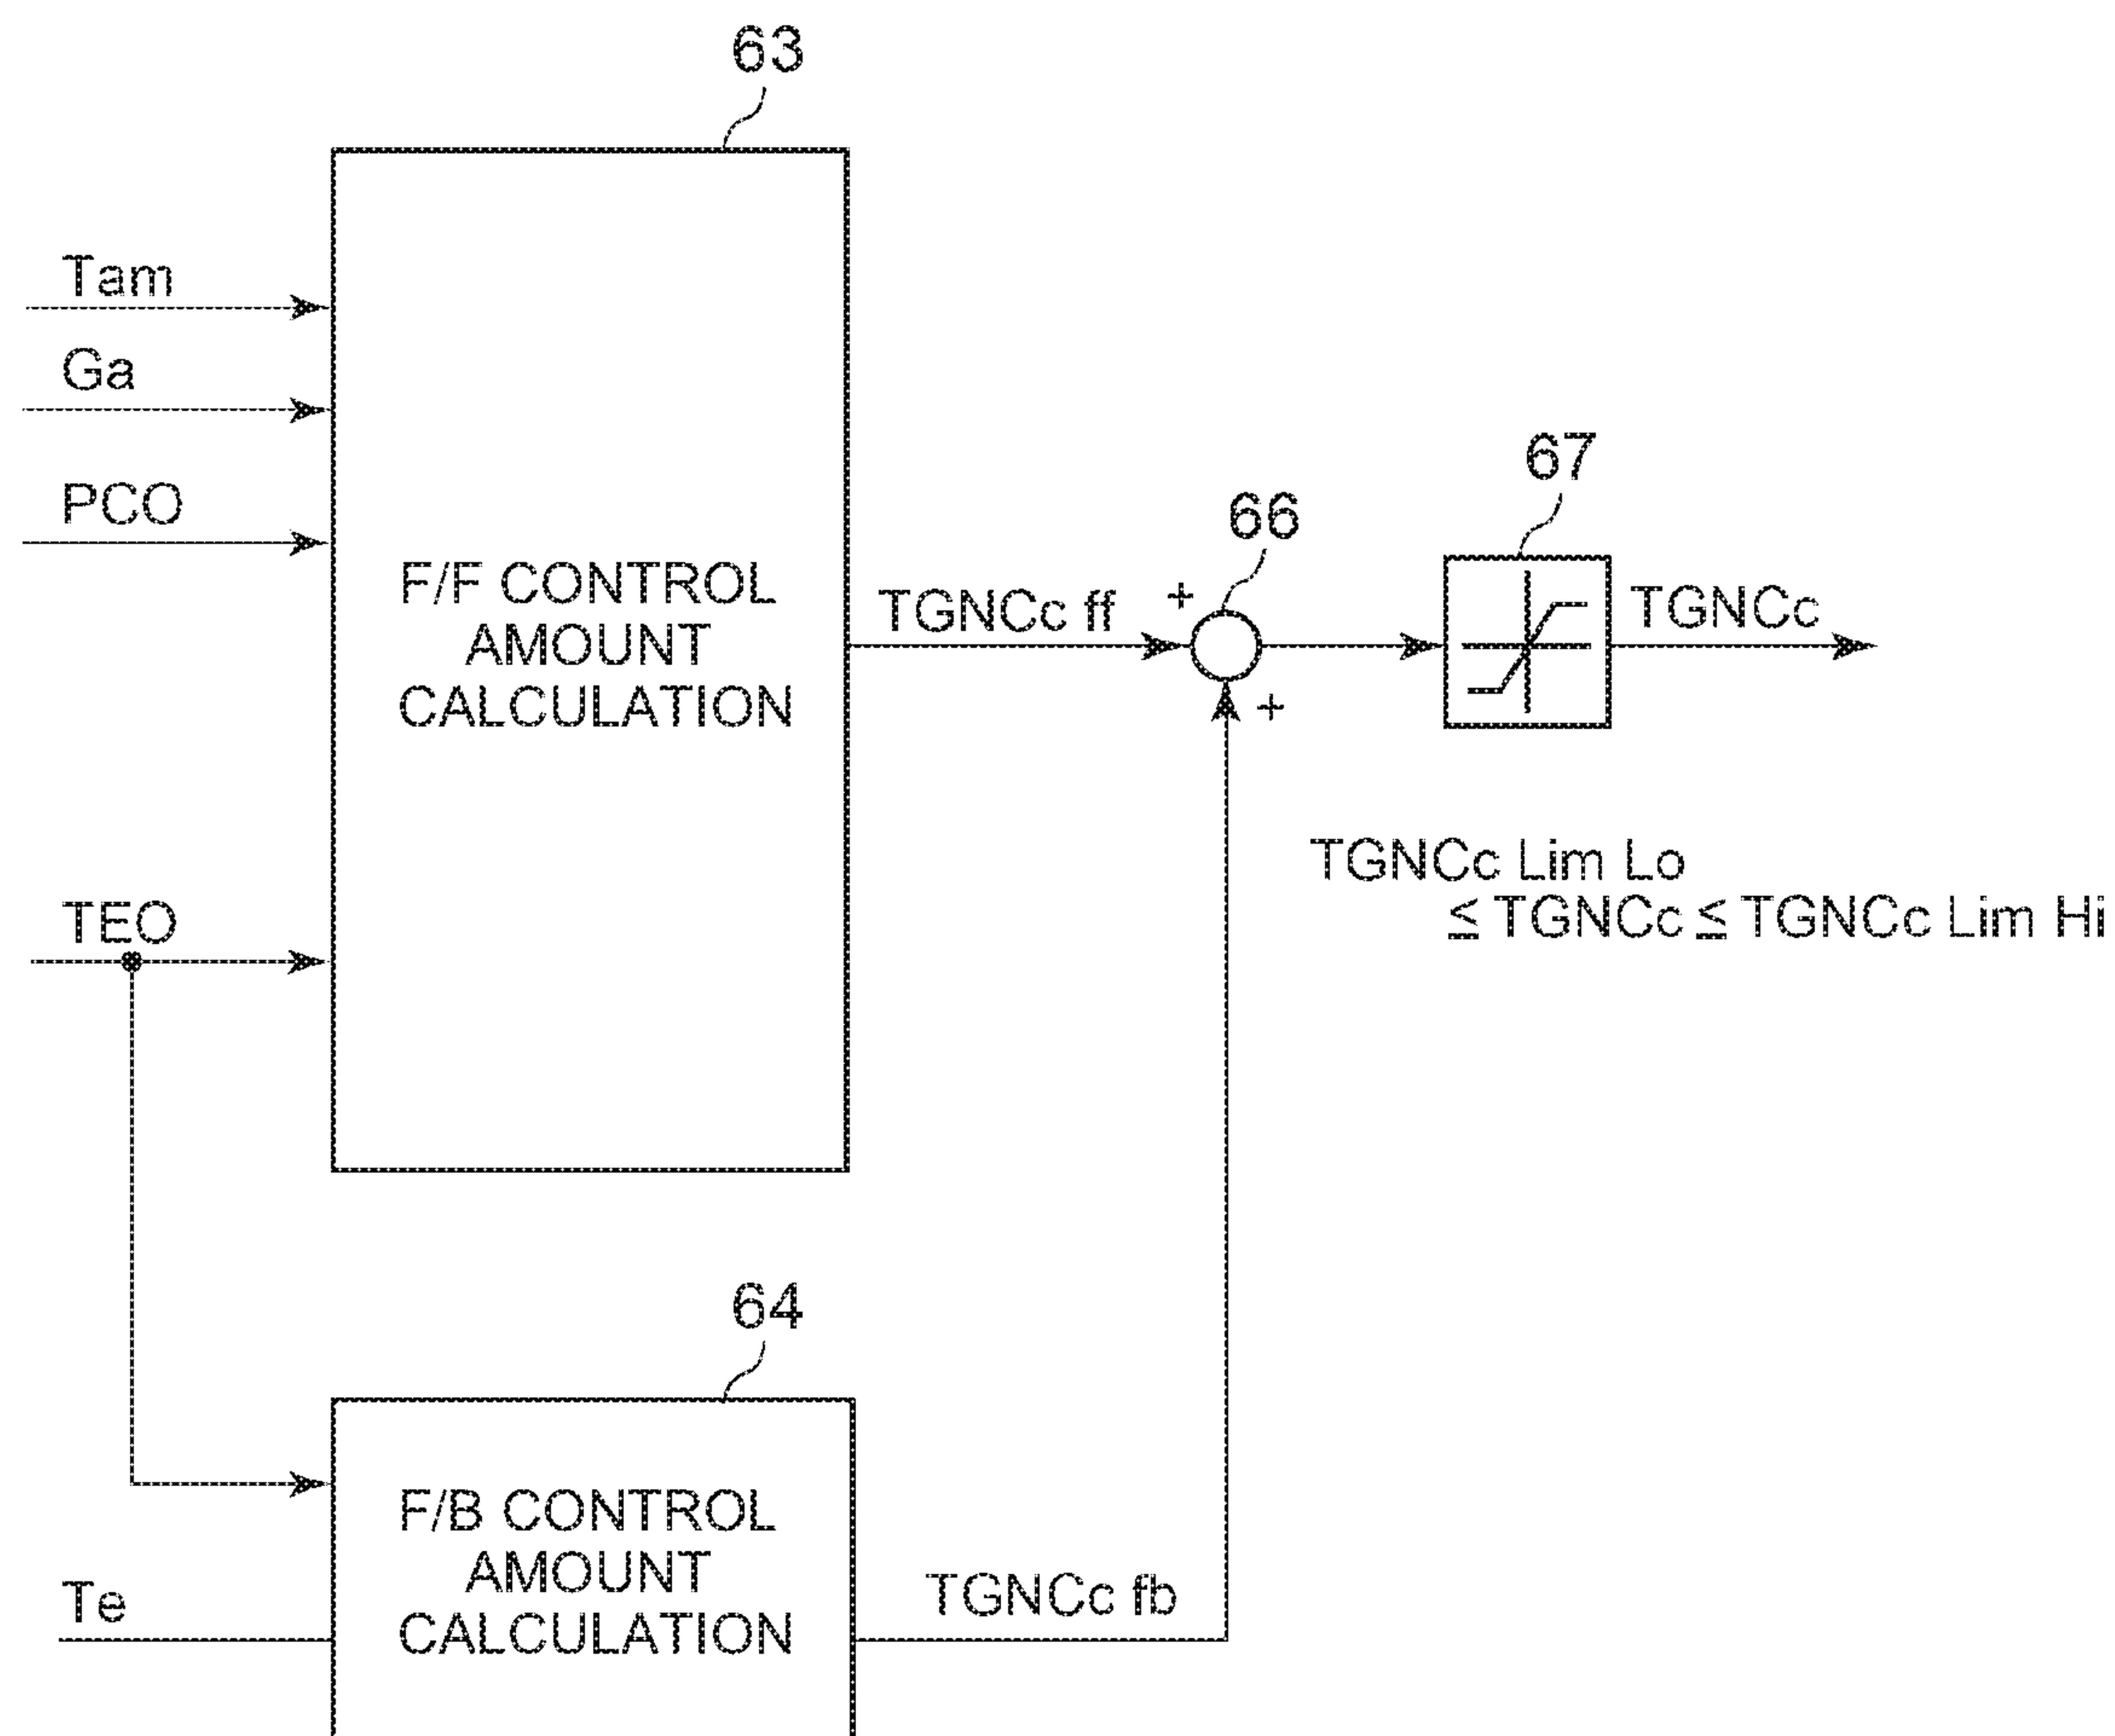 63
Tam
Ga
PCO
F/F CONTROL
AMOUNT
CALCULATION
TGNCc ff
+
66
+
67
TGNCc
TGNCc Lim Lo
≤ TGNCc ≤ TGNCc Lim Hi
TEO
64
F/B CONTROL
AMOUNT
CALCULATION
Te
TGNCc fb